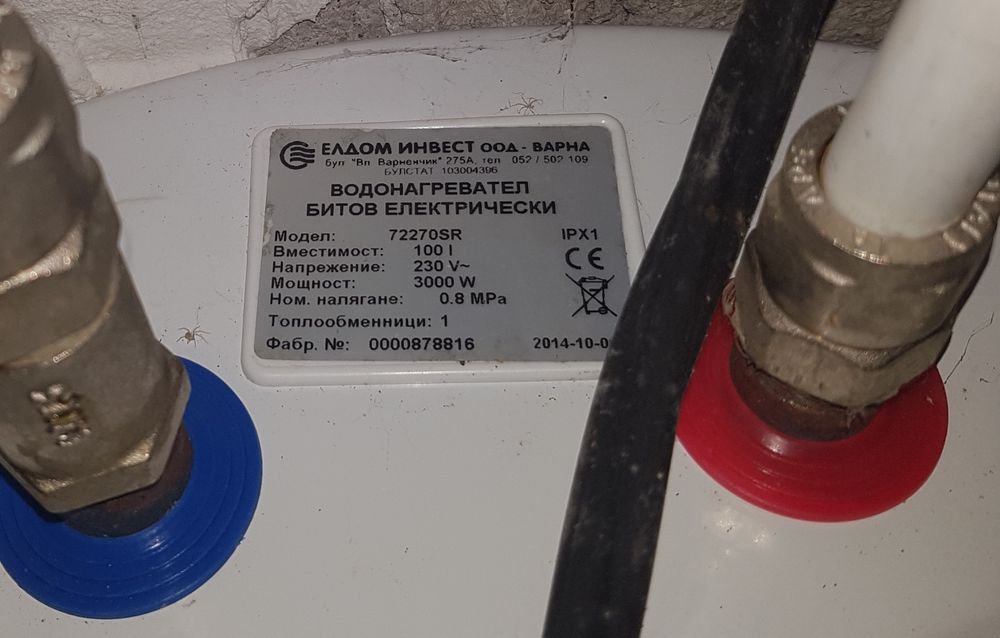 ЕЛДОМ ИНВЕСТ ООД - ВАРНА
бул "Вл Варненчик" 275А, тел 052 / 502 109
БУЛСТАТ 103004396
ВОДОНАГРЕВАТЕЛ
БИТОВ ЕЛЕКТРИЧЕСКИ
Модел: 72270SR IPX1
Вместимост: 100 l
Напрежение: 230 V~ CE
Мощност: 3000 W
Ном. налягане: 0.8 MPa
Топлообменници: 1
Фабр. №: 0000878816 2014-10-0